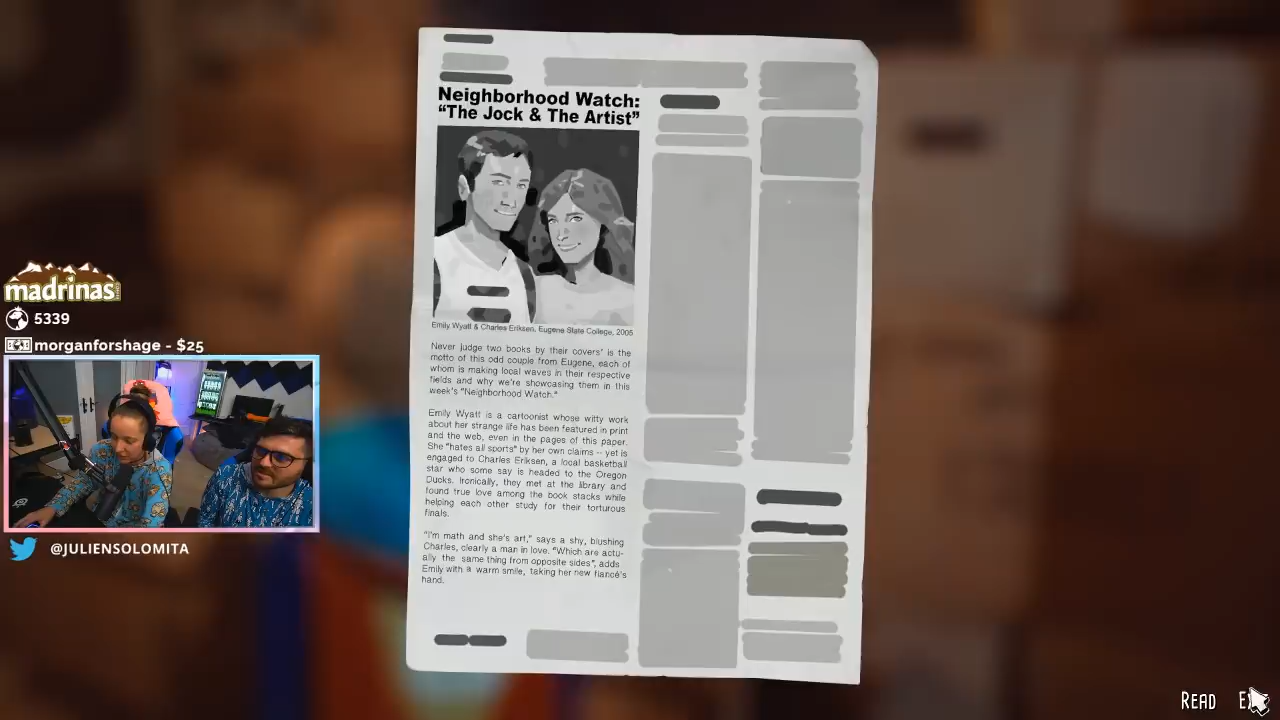 Neighborhood Watch:
“The Jock & The Artist”
Emily Wyatt & Charles Eriksen, Eugene State College, 2005
Never judge two books by their covers' is the
motto of this odd couple from Eugene, each of
whom is making local waves in their respective
fields and why we're showcasing them in this
week's "Neighborhood Watch."
Emily Wyatt is a cartoonist whose witty work
about her strange life has been featured in print
and the web, even in the pages of this paper.
She "hates all sports" by her own claims -- yet is
engaged to Charles Eriksen, a local basketball
star who some say is headed to the Oregon
Ducks. Ironically, they met at the library and
found true love among the book stacks while
helping each other study for their torturous
finals.
"I'm math and she's art," says a shy, blushing
Charles, clearly a man in love. "Which are actu-
ally the same thing from opposite sides", adds
Emily with a warm smile, taking her new fiancé's
hand.
madrinas
5339
morganforshage - $25
@JULIENSOLOMITA
READ